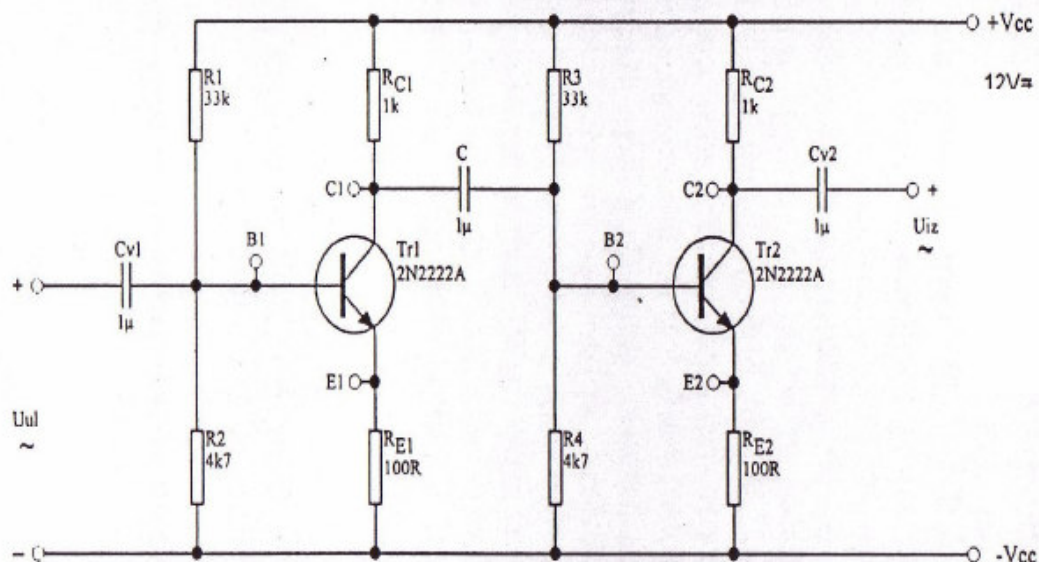 +Vcc
12V≂
R1
33k
RC1
1k
R3
33k
RC2
1k
C1
C
1µ
C2
Cv2
1µ
+
Uiz
~
B1
B2
Cv1
1µ
+
Tr1
2N2222A
Tr2
2N2222A
E1
E2
Uul
~
R2
4k7
RE1
100R
R4
4k7
RE2
100R
-
-Vcc